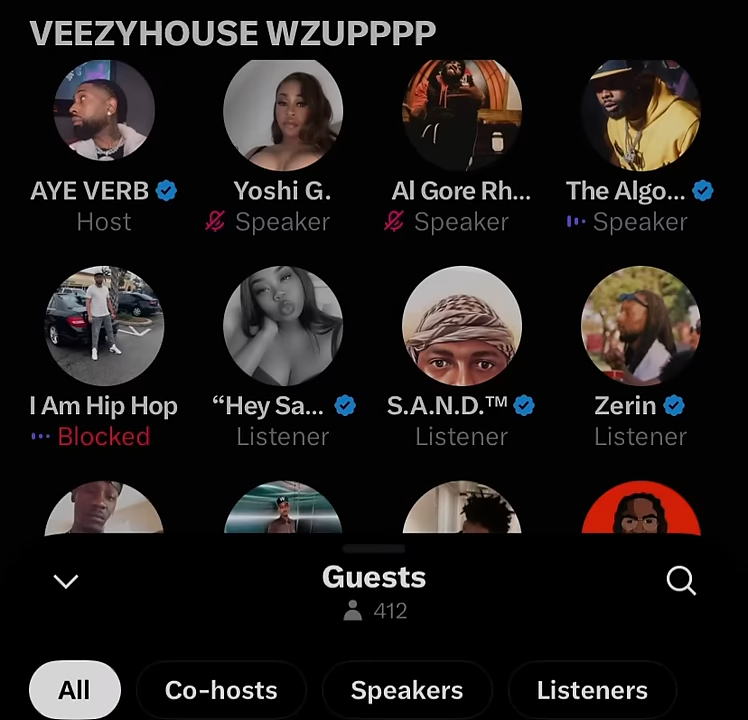 VEEZYHOUSE WZUPPPP
AYE VERB Yoshi G. Al Gore Rh... The Algo...
Host Speaker Speaker Speaker
I Am Hip Hop “Hey Sa... S.A.N.D.™ Zerin
Blocked Listener Listener Listener
Guests
412
All Co-hosts Speakers Listeners